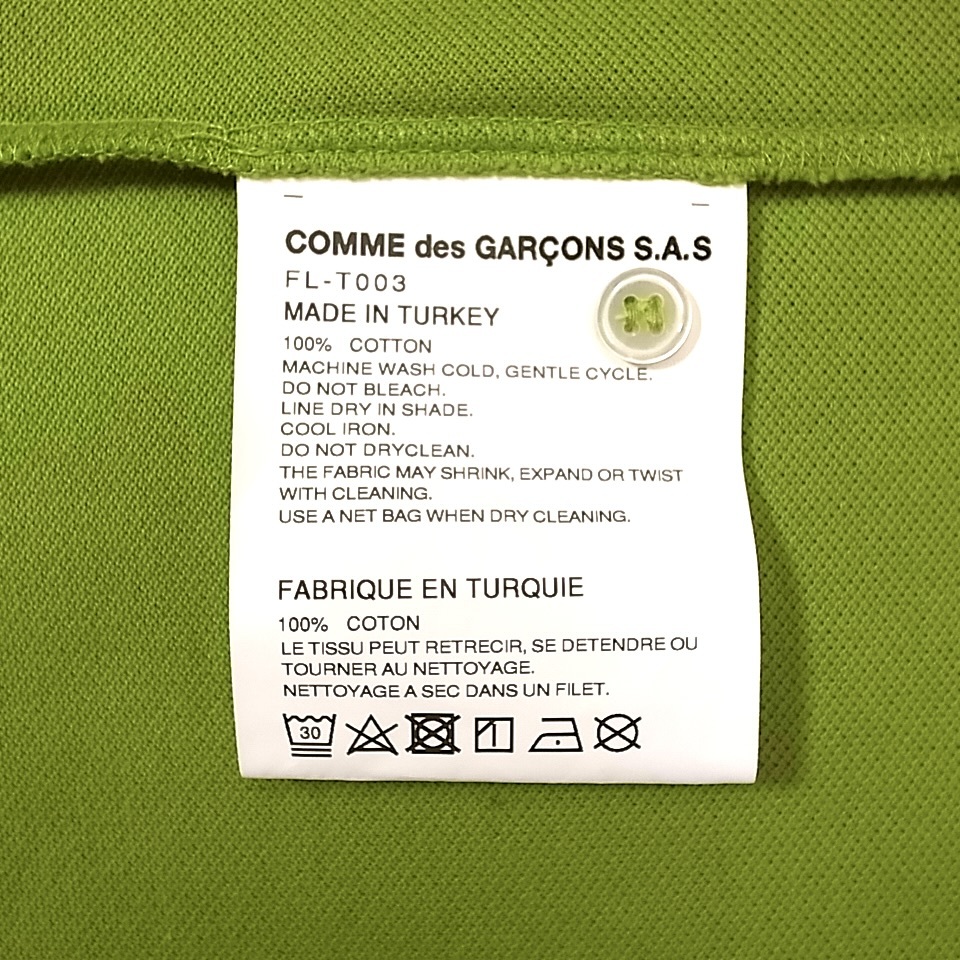 COMME des GARÇONS S.A.S
FL-T003
MADE IN TURKEY
100% COTTON
MACHINE WASH COLD, GENTLE CYCLE.
DO NOT BLEACH.
LINE DRY IN SHADE.
COOL IRON.
DO NOT DRYCLEAN.
THE FABRIC MAY SHRINK, EXPAND OR TWIST
WITH CLEANING.
USE A NET BAG WHEN DRY CLEANING.
FABRIQUE EN TURQUIE
100% COTON
LE TISSU PEUT RETRECIR, SE DETENDRE OU
TOURNER AU NETTOYAGE.
NETTOYAGE A SEC DANS UN FILET.
30